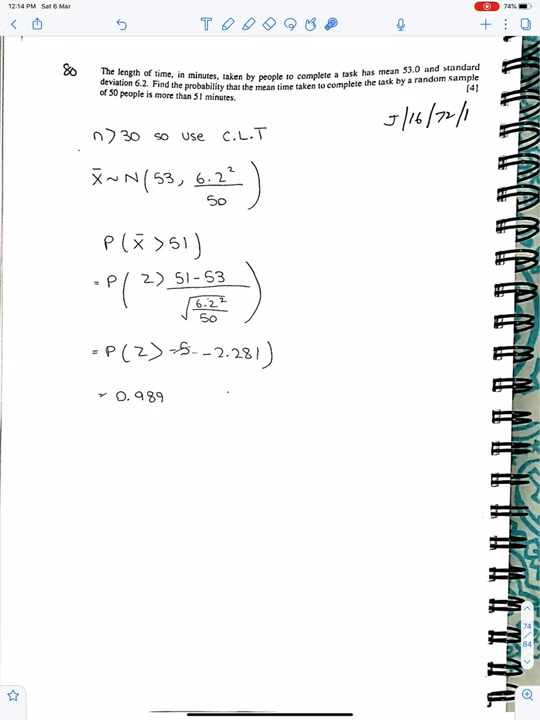 12:14 PM Sat 6 Mar
74%
80
The length of time, in minutes, taken by people to complete a task has mean 53.0 and standard
deviation 6.2. Find the probability that the mean time taken to complete the task by a random sample
of 50 people is more than 51 minutes.
[4]
J/16/72/1
n>30 so use C.L.T
X̄ ~ N(53, 6.2²/50)
P(X̄ >51)
= P(Z> 51-53/√(6.2²/50))
= P(Z> -2.281)
= 0.989
74
/
84